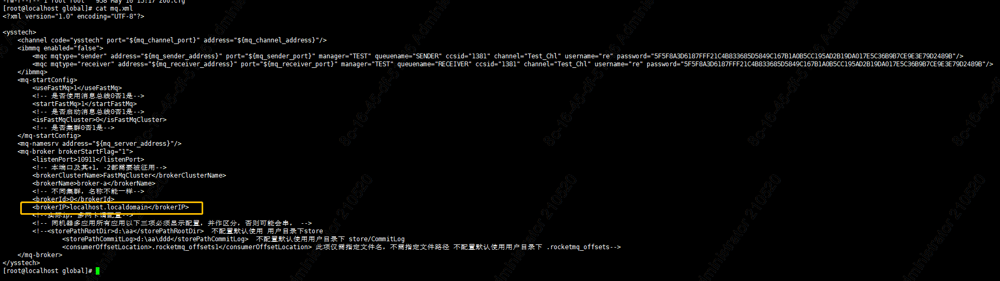 -rw-r--r-- 1 root root   958 May 10 15:17 zoo.cfg
[root@localhost global]# cat mq.xml
<?xml version="1.0" encoding="UTF-8"?>
<ysstech>
<channel code="ysstech" port="${mq_channel_port}" address="${mq_channel_address}"/>
<ibmmq enabled="false">
<mqc mqtype="sender" address="${mq_sender_address}" port="${mq_sender_port}" manager="TEST" queuename="SENDER" ccsid="1381" channel="Test_Chl" username="re" password="5F5F8A3D6187FFF21C4B833685D5849C167B1A0B5CC195AD2B19DA017E5C36B9B7CE9E3E79D2489B"/>
<mqc mqtype="receiver" address="${mq_receiver_address}" port="${mq_receiver_port}" manager="TEST" queuename="RECEIVER" ccsid="1381" channel="Test_Chl" username="re" password="5F5F8A3D6187FFF21C4B833685D5849C167B1A0B5CC195AD2B19DA017E5C36B9B7CE9E3E79D2489B"/>
</ibmmq>
<mq-startConfig>
<useFastMq>1</useFastMq>
<!-- 是否使用消息总线0否1是-->
<startFastMq>1</startFastMq>
<!-- 是否启动消息总线0否1是-->
<isFastMqCluster>0</isFastMqCluster>
<!-- 是否集群0否1是-->
</mq-startConfig>
<mq-namesrv address="${mq_server_address}"/>
<mq-broker brokerStartFlag="1">
<listenPort>10911</listenPort>
<!-- 本端口及其+1，-2都需要被征用-->
<brokerClusterName>FastMqCluster</brokerClusterName>
<brokerName>broker-a</brokerName>
<!-- 不同集群，名称不能一样-->
<brokerId>0</brokerId>
<brokerIP>localhost.localdomain</brokerIP>
<!--实际ip，多网卡请配置-->
<!-- 同机器多应用所有应用以下三项必须显示配置，并作区分，否则可能会串， -->
<!--<storePathRootDir>d:\aa</storePathRootDir>  不配置默认使用 用户目录下store
<storePathCommitLog>d:\aa\ddd</storePathCommitLog>  不配置默认使用用户目录下 store/CommitLog
<consumerOffsetLocation>.rocketmq_offsets1</consumerOffsetLocation> 此项仅需指定文件名，不需指定文件路径 不配置默认使用用户目录下 .rocketmq_offsets-->
</mq-broker>
</ysstech>
[root@localhost global]#